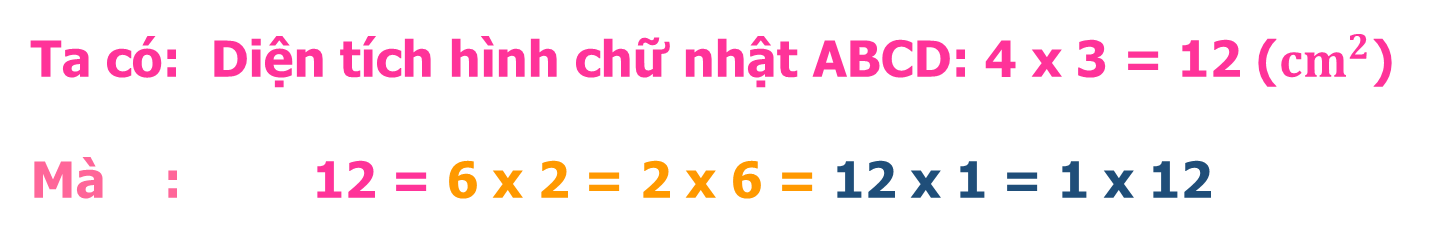 Ta có: Diện tích hình chữ nhật ABCD: 4 x 3 = 12 (cm²)
Mà : 12 = 6 x 2 = 2 x 6 = 12 x 1 = 1 x 12